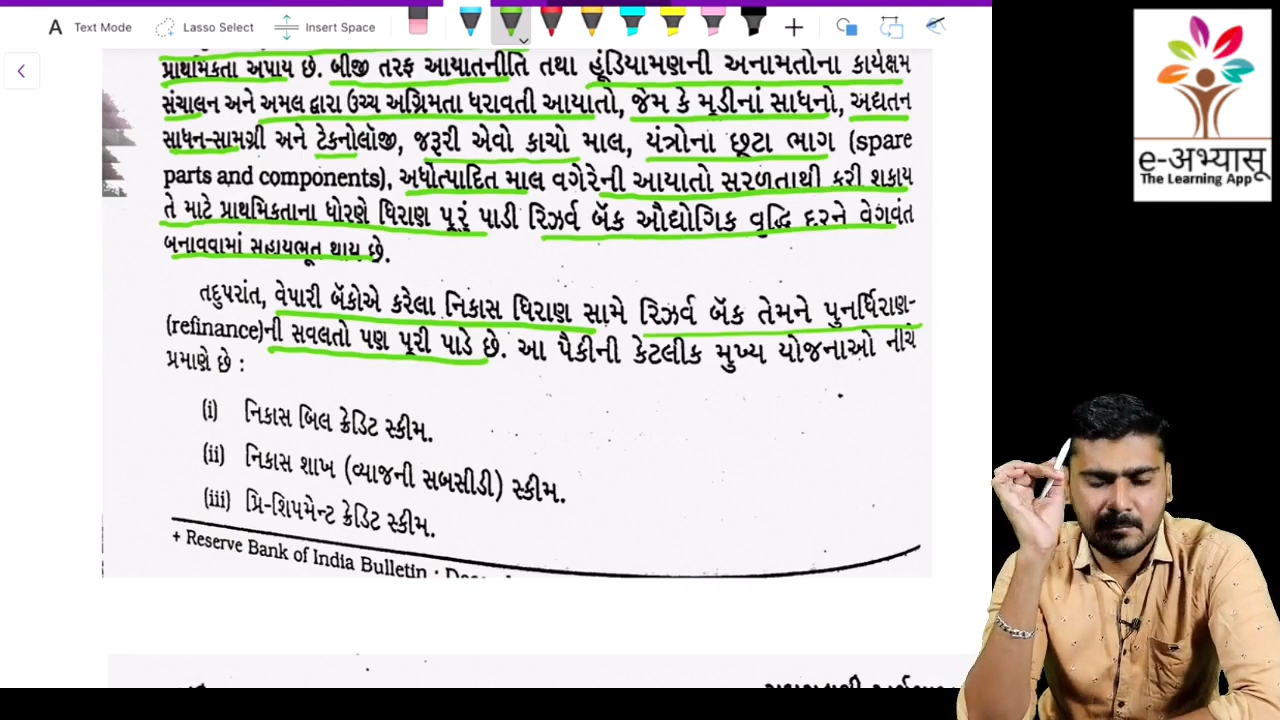 Text Mode
Lasso Select
Insert Space
પ્રાથમિકતા અપાય છે. બીજી તરફ આયાતનીતિ તથા હૂંડિયામણની અનામતોના કાર્યક્ષમ
સંચાલન અને અમલ દ્વારા ઉચ્ચ અગ્રિમતા ધરાવતી આયાતો, જેમ કે મૂડીનાં સાધનો, અદ્યતન
સાધન-સામગ્રી અને ટેકનોલૉજી, જરૂરી એવો કાચો માલ, યંત્રોના છૂટા ભાગ (spare
parts and components), અર્ધોત્પાદિત માલ વગેરેની આયાતો સરળતાથી કરી શકાય
તે માટે પ્રાથમિકતાના ધોરણે ધિરાણ પૂરું પાડી રિઝર્વ બૅંક ઔદ્યોગિક વૃદ્ધિ દરને વેગવંત
બનાવવામાં સહાયભૂત થાય છે.
તદુપરાંત, વેપારી બૅંકોએ કરેલા નિકાસ ધિરાણ સામે રિઝર્વ બૅંક તેમને પુનર્ધિરાણ-
(refinance)ની સવલતો પણ પૂરી પાડે છે. આ પૈકીની કેટલીક મુખ્ય યોજનાઓ નીચે
પ્રમાણે છે :
(i) નિકાસ બિલ ક્રેડિટ સ્કીમ.
(ii) નિકાસ શાખ (વ્યાજની સબસીડી) સ્કીમ.
(iii) પ્રિ-શિપમેન્ટ ક્રેડિટ સ્કીમ.
+ Reserve Bank of India Bulletin :
e-અભ્યાસૂ
The Learning App